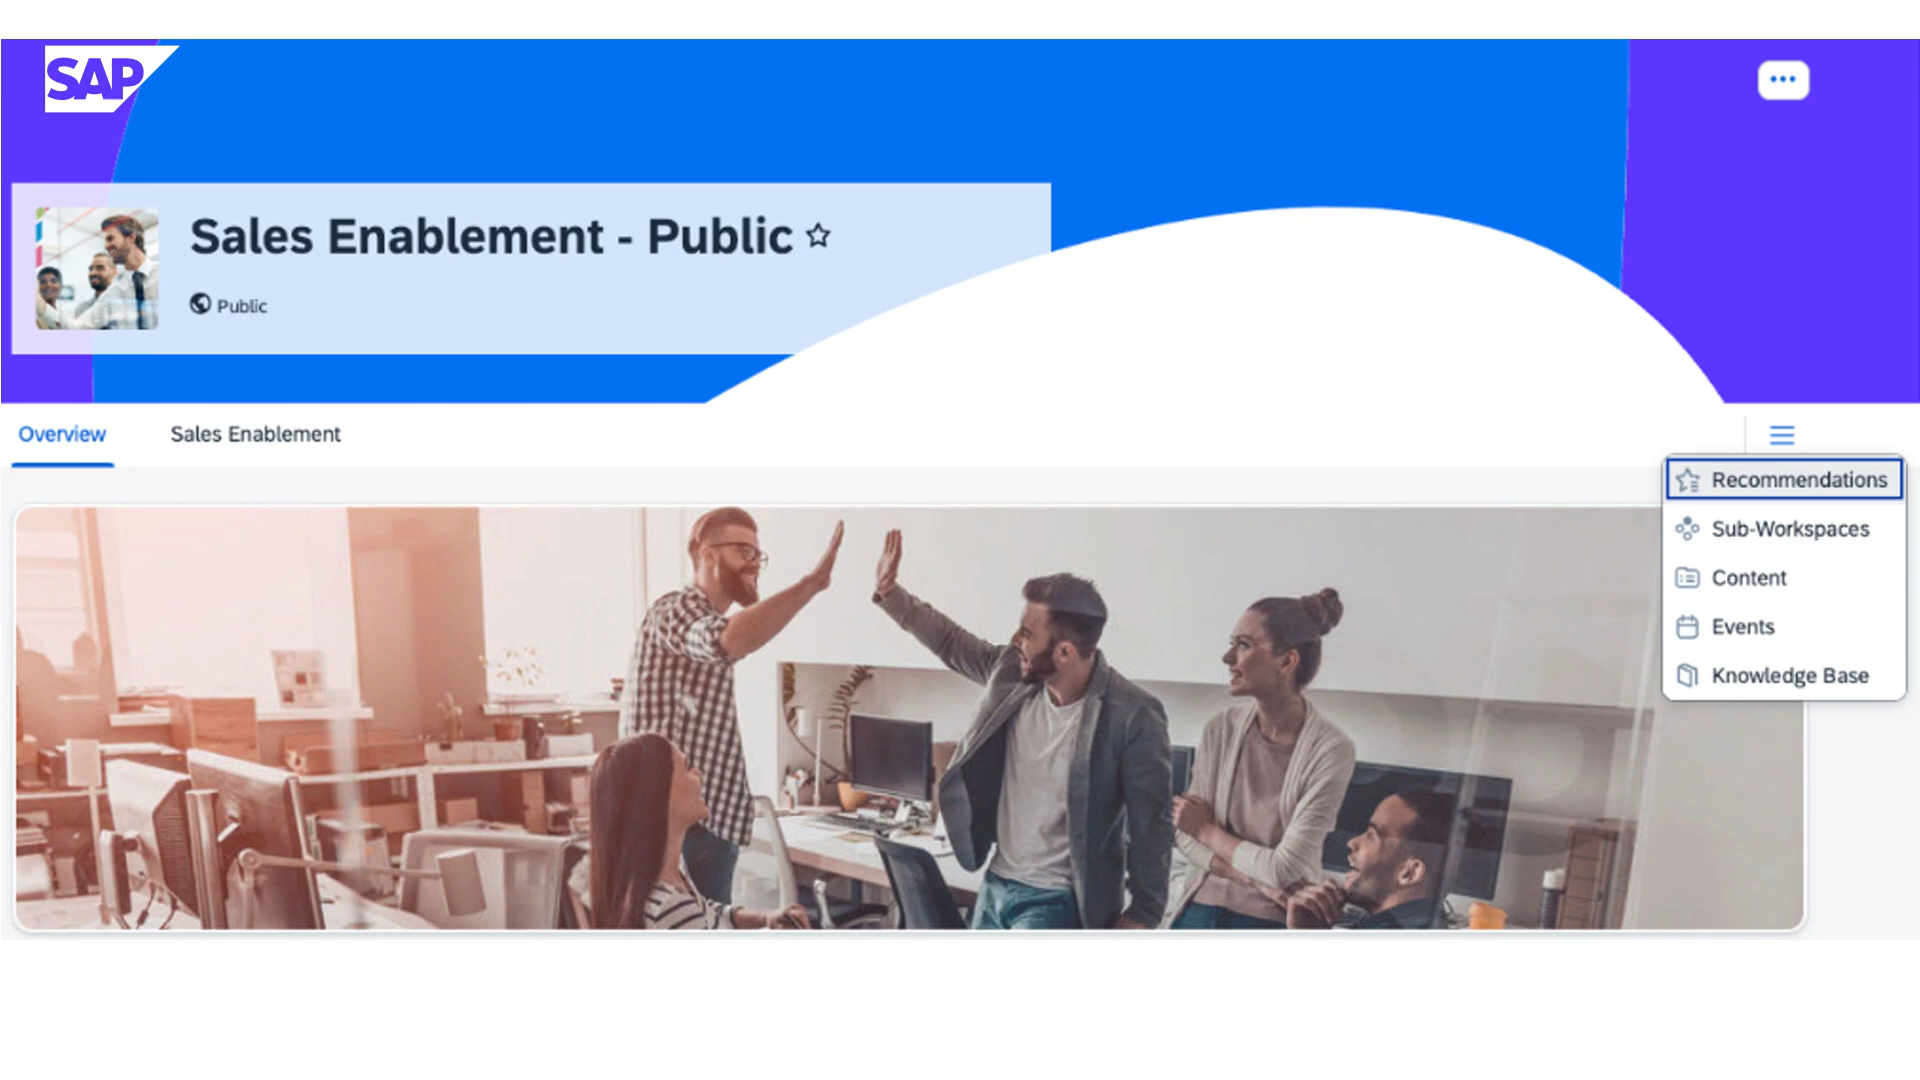 SAP
Sales Enablement - Public
Public
Overview
Sales Enablement
Recommendations
Sub-Workspaces
Content
Events
Knowledge Base